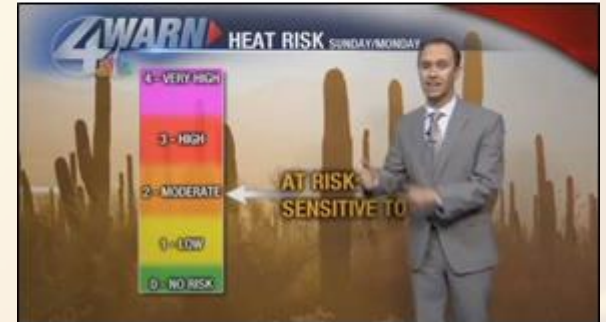 4WARN HEAT RISK SUNDAY/MONDAY
4 - VERY HIGH
3 - HIGH
2 - MODERATE
AT RISK
SENSITIVE TO
1 - LOW
0 - NO RISK